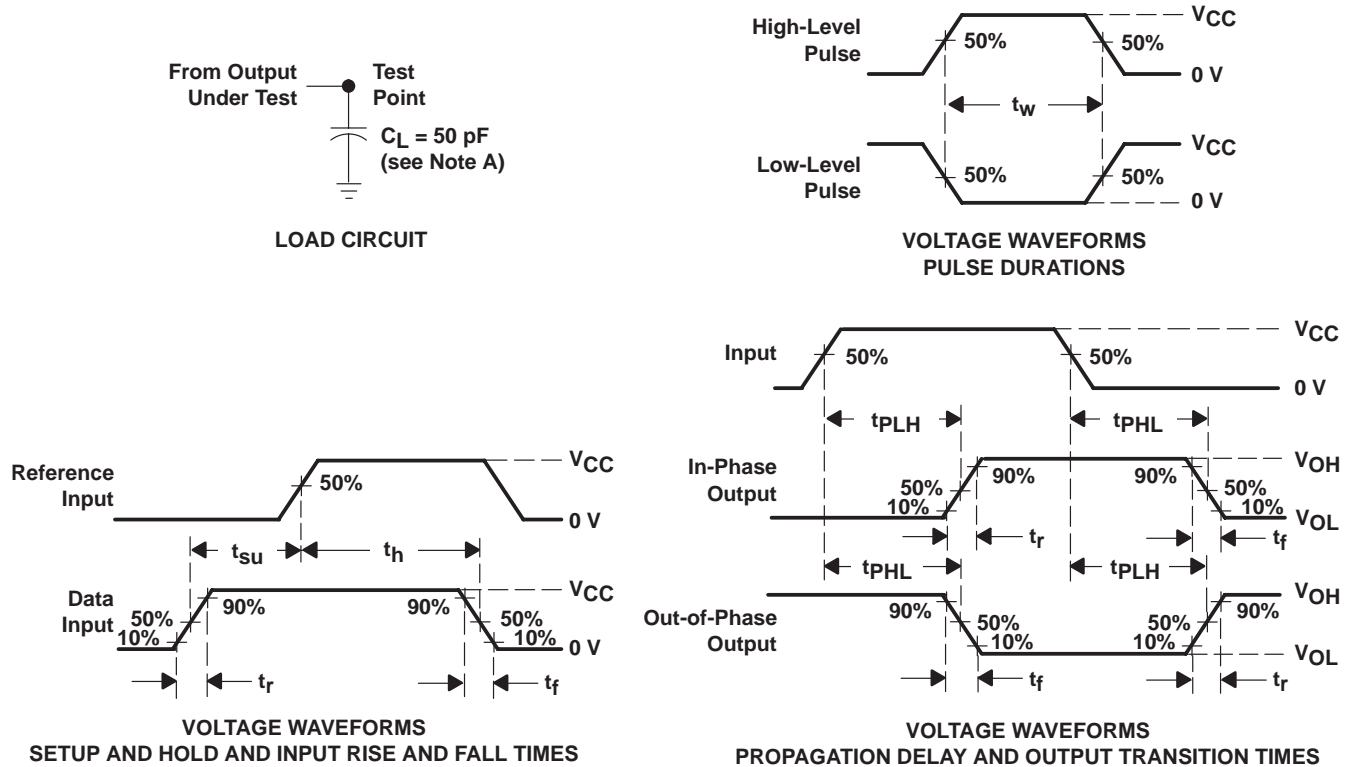 From Output
Under Test
Test
Point
CL = 50 pF
(see Note A)
LOAD CIRCUIT
High-Level
Pulse
50%
50%
VCC
0 V
tw
Low-Level
Pulse
50%
50%
VCC
0 V
VOLTAGE WAVEFORMS
PULSE DURATIONS
Reference
Input
50%
VCC
0 V
tsu
th
Data
Input
50%
10%
90%
90%
50%
10%
VCC
0 V
tr
tf
VOLTAGE WAVEFORMS
SETUP AND HOLD AND INPUT RISE AND FALL TIMES
Input
50%
50%
VCC
0 V
tPLH
tPHL
In-Phase
Output
50%
10%
90%
90%
50%
10%
VOH
VOL
tr
tf
tPHL
tPLH
Out-of-Phase
Output
90%
50%
10%
50%
10%
90%
VOH
VOL
tf
tr
VOLTAGE WAVEFORMS
PROPAGATION DELAY AND OUTPUT TRANSITION TIMES